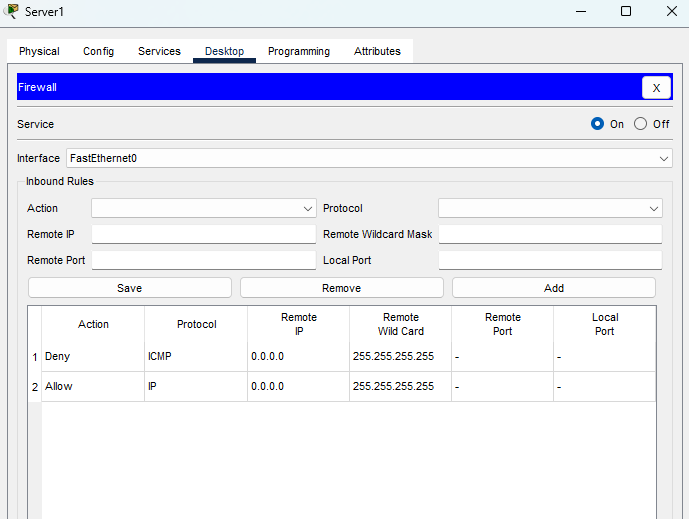 Server1
Physical Config Services Desktop Programming Attributes
Firewall X
Service On Off
Interface FastEthernet0
Inbound Rules
Action Protocol
Remote IP Remote Wildcard Mask
Remote Port Local Port
Save Remove Add
Action Protocol Remote IP Remote Wild Card Remote Port Local Port
1 Deny ICMP 0.0.0.0 255.255.255.255 - -
2 Allow IP 0.0.0.0 255.255.255.255 - -